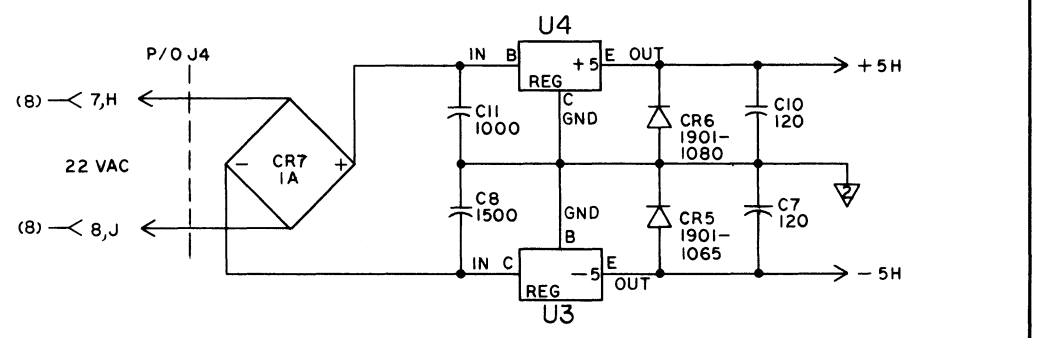 U4
P/O J4
IN B
+5
E OUT
REG
+5H
(8) 7,H
C
GND
C11
1000
CR6
1901-
1080
C10
120
22 VAC
- CR7 +
1A
2
C8
1500
GND
B
CR5
1901-
1065
C7
120
(8) 8,J
IN C
-5
E
OUT
REG
-5H
U3